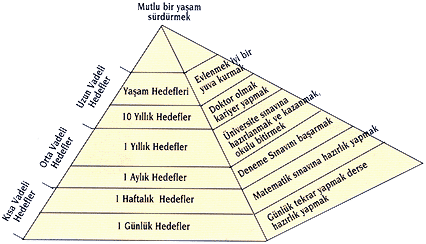 Mutlu bir yaşam
sürdürmek
Uzun Vadeli
Hedefler
Orta Vadeli
Hedefler
Kısa Vadeli
Hedefler
Yaşam Hedefleri
10 Yıllık Hedefler
1 Yıllık Hedefler
1 Aylık Hedefler
1 Haftalık Hedefler
1 Günlük Hedefler
Evlenmek iyi bir
yuva kurmak
Doktor olmak
kariyer yapmak
Üniversite sınavına
hazırlanmak ve kazanmak,
okulu bitirmek
Deneme Sınavını başarmak
Matematik sınavına hazırlık yapmak
Günlük tekrar yapmak derse
hazırlık yapmak